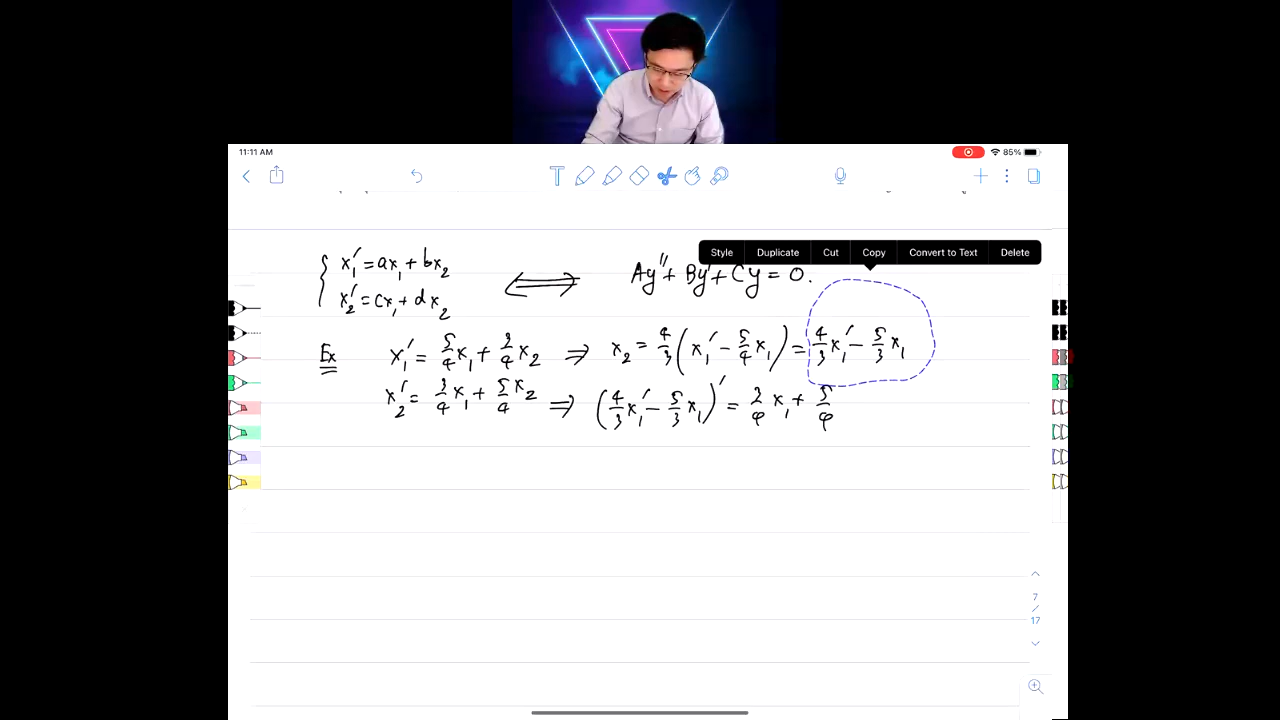 11:11 AM
85%
T
Style Duplicate Cut Copy Convert to Text Delete
{ x₁′ = ax₁ + bx₂
x₂′ = cx₁ + dx₂
⟺ Ay″ + By′ + Cy = 0.
Ex x₁′ = 5/4 x₁ + 3/4 x₂ ⇒ x₂ = 4/3 (x₁′ − 5/4 x₁) = 4/3 x₁′ − 5/3 x₁
x₂′ = 3/4 x₁ + 5/4 x₂ ⇒ (4/3 x₁′ − 5/3 x₁)′ = 3/4 x₁ + 5/4
7
/
17